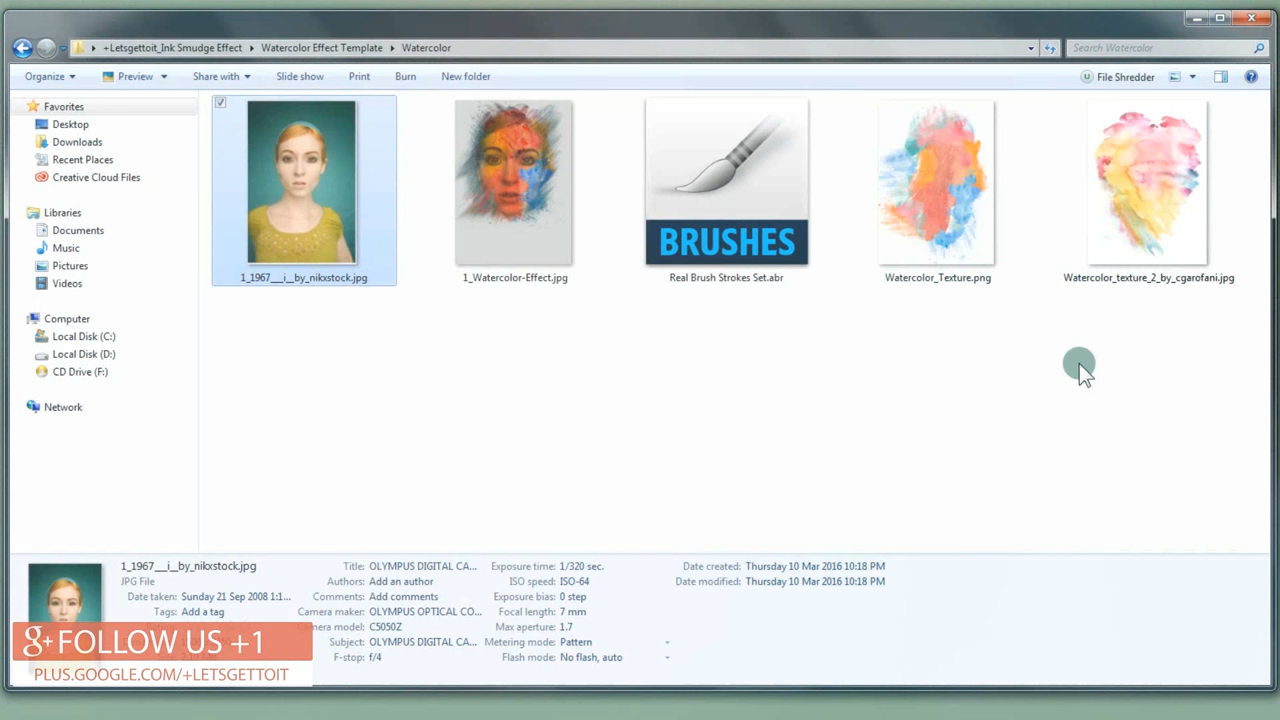 +Letsgettoit_Ink Smudge Effect Watercolor Effect Template Watercolor
Search Watercolor
Organize Preview Share with Slide show Print Burn New folder File Shredder
Favorites
Desktop
Downloads
Recent Places
Creative Cloud Files
Libraries
Documents
Music
Pictures
Videos
Computer
Local Disk (C:)
Local Disk (D:)
CD Drive (F:)
Network
BRUSHES
1_1967__i__by_nikxstock.jpg
1_Watercolor-Effect.jpg
Real Brush Strokes Set.abr
Watercolor_Texture.png
Watercolor_texture_2_by_cgarofani.jpg
1_1967__i__by_nikxstock.jpg
JPG File
Date taken: Sunday 21 Sep 2008 1:1...
Tags: Add a tag
Title: OLYMPUS DIGITAL CA...
Authors: Add an author
Comments: Add comments
Camera maker: OLYMPUS OPTICAL CO...
Camera model: C5050Z
Subject: OLYMPUS DIGITAL CA...
F-stop: f/4
Exposure time: 1/320 sec.
ISO speed: ISO-64
Exposure bias: 0 step
Focal length: 7 mm
Max aperture: 1.7
Metering mode: Pattern
Flash mode: No flash, auto
Date created: Thursday 10 Mar 2016 10:18 PM
Date modified: Thursday 10 Mar 2016 10:18 PM
g+ FOLLOW US +1
PLUS.GOOGLE.COM/+LETSGETTOIT